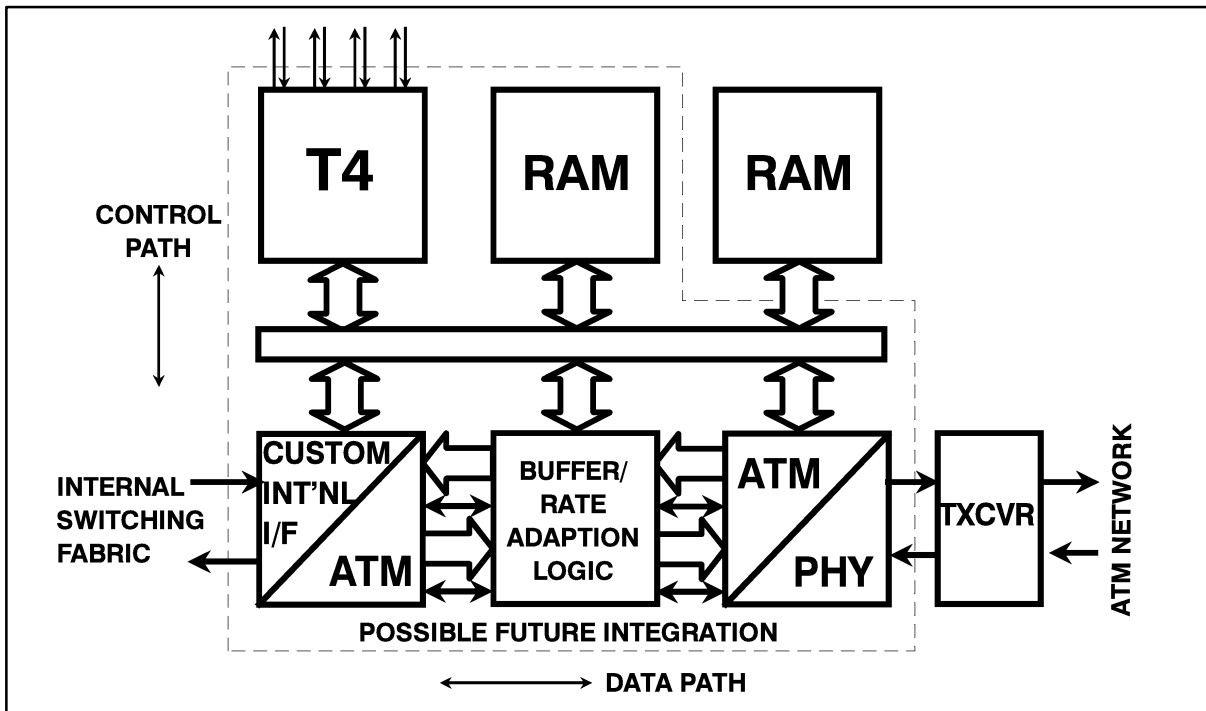 T4
RAM
RAM
CONTROL
PATH
CUSTOM
INT'NL
I/F
ATM
BUFFER/
RATE
ADAPTION
LOGIC
ATM
PHY
TXCVR
INTERNAL
SWITCHING
FABRIC
ATM NETWORK
POSSIBLE FUTURE INTEGRATION
DATA PATH